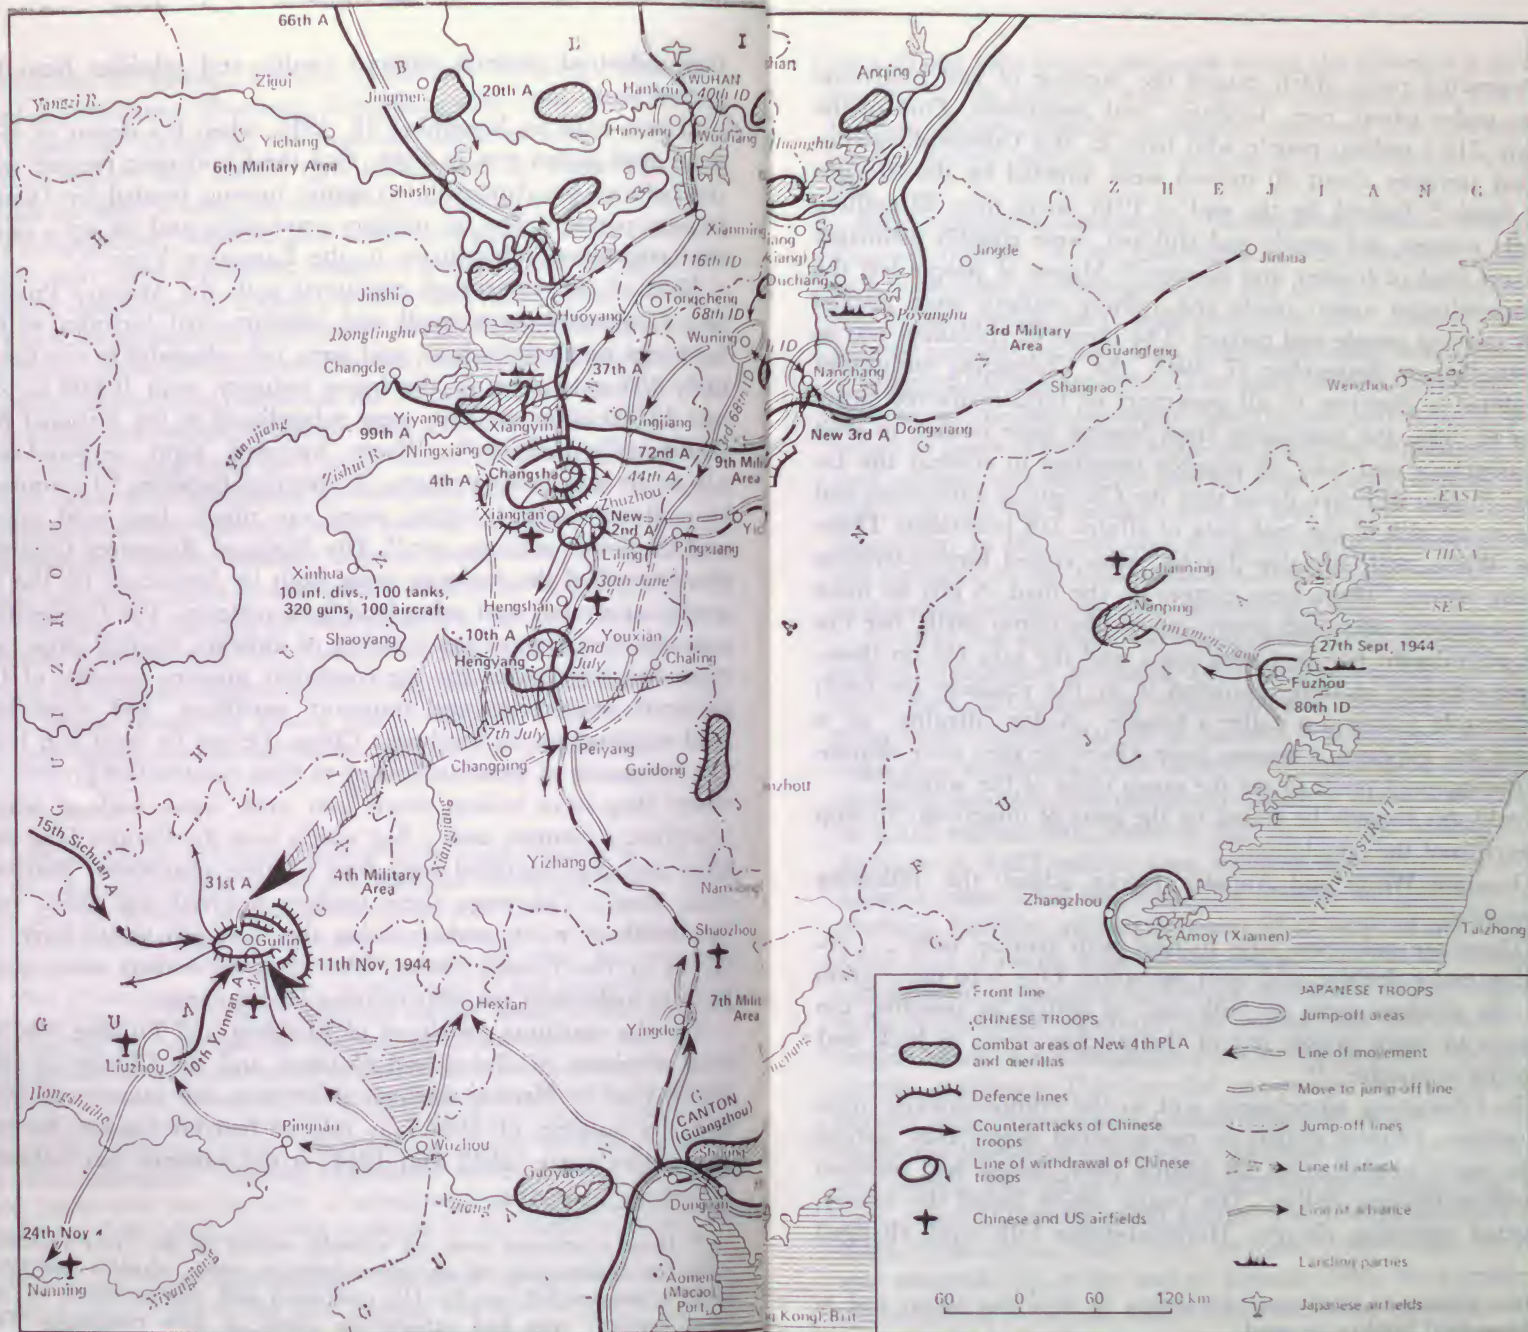 66th A
E
I
B
Jingmen
20th A
WUHAN
Hankou
40th ID
Hanyang
Wuchang
Anqing
Huanghu
Zigui
Yangzi R.
Yichang
6th Military Area
Shashi
U
H
Xianning
116th ID
Jinshi
Huoyang
Tongcheng
68th ID
Dongtinghu
Wuning
Changde
37th A
N
3rd, 68th ID
Yiyang
Xiangyin
Pingjiang
99th A
Ningxiang
72nd A
9th Mili
Area
4th A
Changsha
44th A
Yuanjiang
Zishui R.
Zhuzhou
Xiangtan
New
2nd A
Liling
Pingxiang
Xinhua
10 inf. divs., 100 tanks,
320 guns, 100 aircraft
30th June
Hengshan
Shaoyang
10th A
Hengyang
2nd
July
Youxian
Chaling
7th July
Changping
Peiyang
Guidong
GUIZHOU
N
U
H
15th Sichuan A
31st A
4th Military
Area
Xiangjiang
Yizhang
Guilin
11th Nov, 1944
Shaozhou
10th Yunnan A
Hexian
7th Milit
Area
Yingde
G
U
A
N
G
X
I
Liuzhou
Hongshuihe
Pingnan
Wuzhou
CANTON
(Guangzhou)
Gaoyao
Xijiang
24th Nov
Nanning
Aomen
(Macao)
Port.
Kong), Brit
ZHEJIANG
Jingde
Jinhua
Duchang
Poyanghu
3rd Military
Area
Guangfeng
Nanchang
Shangrao
Wenzhou
New 3rd A
Dongxiang
EAST
CHINA
SEA
Jianning
Nanping
27th Sept, 1944
Fuzhou
80th ID
F
U
J
I
A
N
TAIWAN STRAIT
Zhangzhou
Amoy (Xiamen)
Taizhong
Front line
CHINESE TROOPS
Combat areas of New 4th PLA
and guerillas
Defence lines
Counterattacks of Chinese
troops
Line of withdrawal of Chinese
troops
Chinese and US airfields
JAPANESE TROOPS
Jump-off areas
Line of movement
Move to jump-off line
Jump-off lines
Line of attack
Line of advance
Landing parties
Japanese airfields
60 0 60 120 km